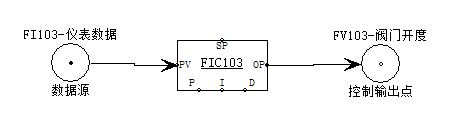 FI103-仪表数据
FV103-阀门开度
SP
PV
FIC103
OP
P I D
数据源
控制输出点